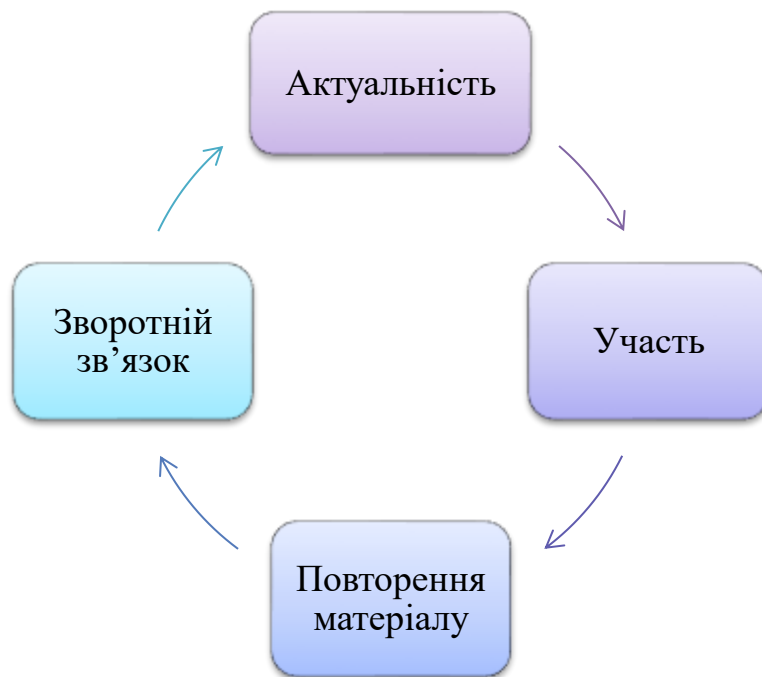 Актуальність
Участь
Повторення
матеріалу
Зворотній
зв’язок